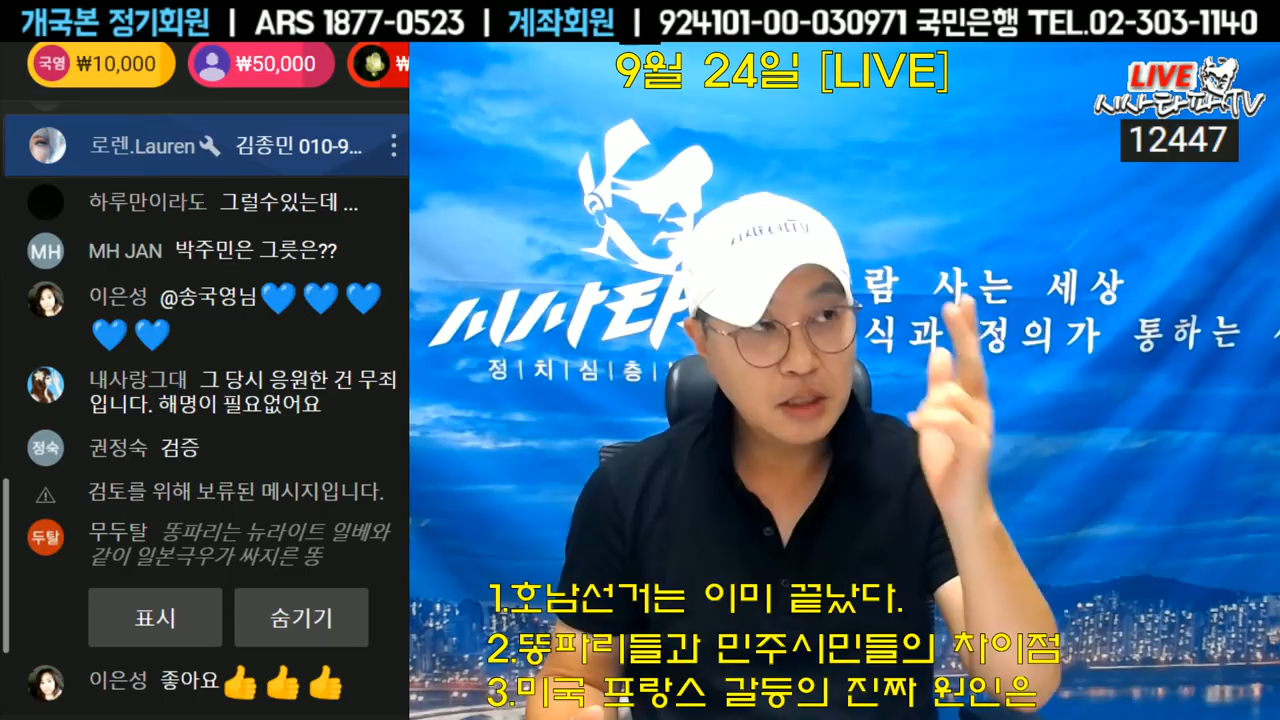 개국본 정기회원 | ARS 1877-0523 | 계좌회원 | 924101-00-030971 국민은행 TEL.02-303-1140
국영 ₩10,000
₩50,000
₩
9월 24일 [LIVE]
LIVE
시사타파TV
12447
로렌.Lauren 김종민 010-9...
하루만이라도 그럴수있는데 ...
MH MH JAN 박주민은 그릇은??
이은성 @송국영님💙💙💙
💙💙
내사랑그대 그 당시 응원한 건 무죄
입니다. 해명이 필요없어요
정숙 권정숙 검증
검토를 위해 보류된 메시지입니다.
두탈 무두탈 똥파리는 뉴라이트 일베와
같이 일본극우가 싸지른 똥
표시 숨기기
이은성 좋아요👍👍👍
시사타파TV
시사타
정|치|심|층|
람 사는 세상
식과 정의가 통하는
1.호남선거는 이미 끝났다.
2.똥파리들과 민주시민들의 차이점
3.미국 프랑스 갈등의 진짜 원인은